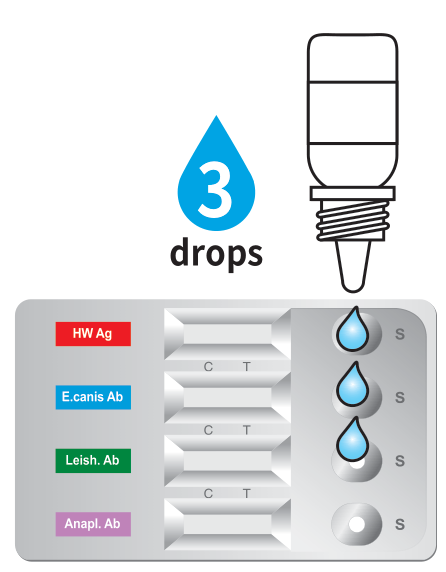 3
drops
HW Ag
S
C T
E.canis Ab
S
C T
Leish. Ab
S
C T
Anapl. Ab
S